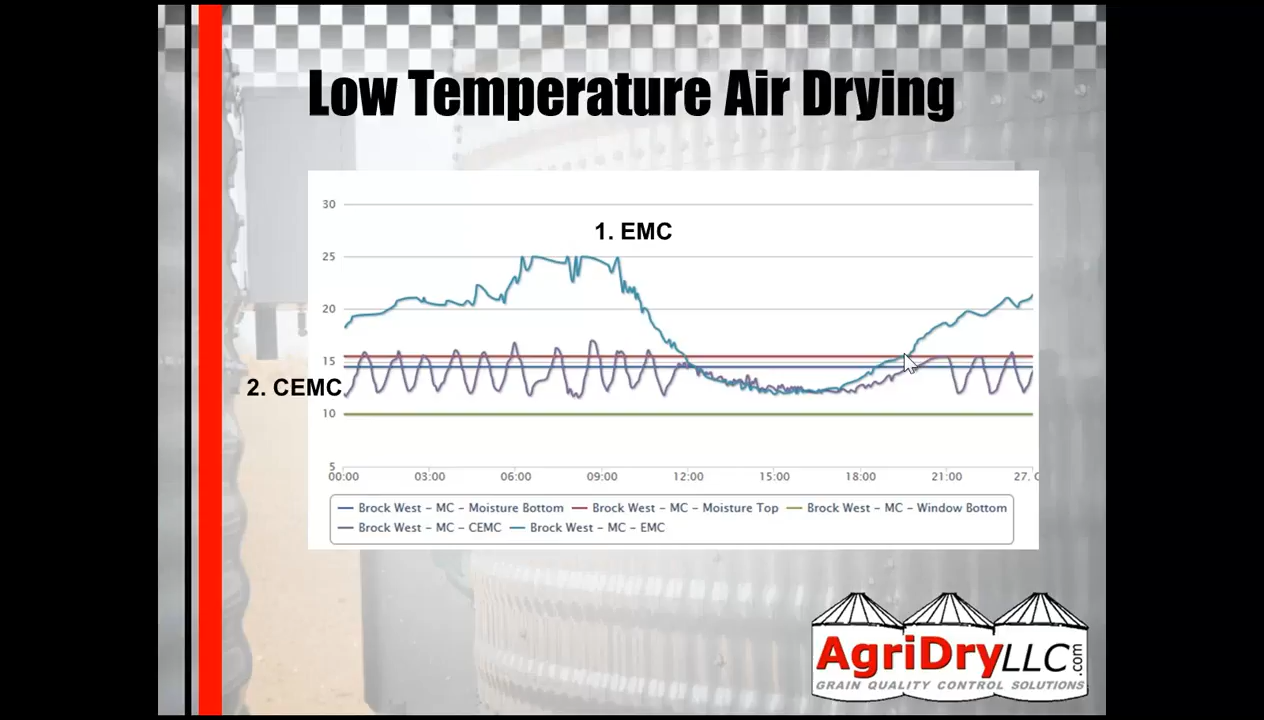 Low Temperature Air Drying
30
1. EMC
25
20
15
2. CEMC
10
5
00:00 03:00 06:00 09:00 12:00 15:00 18:00 21:00 27.
Brock West - MC - Moisture Bottom Brock West - MC - Moisture Top Brock West - MC - Window Bottom
Brock West - MC - CEMC Brock West - MC - EMC
AgriDryLLC.com
GRAIN QUALITY CONTROL SOLUTIONS